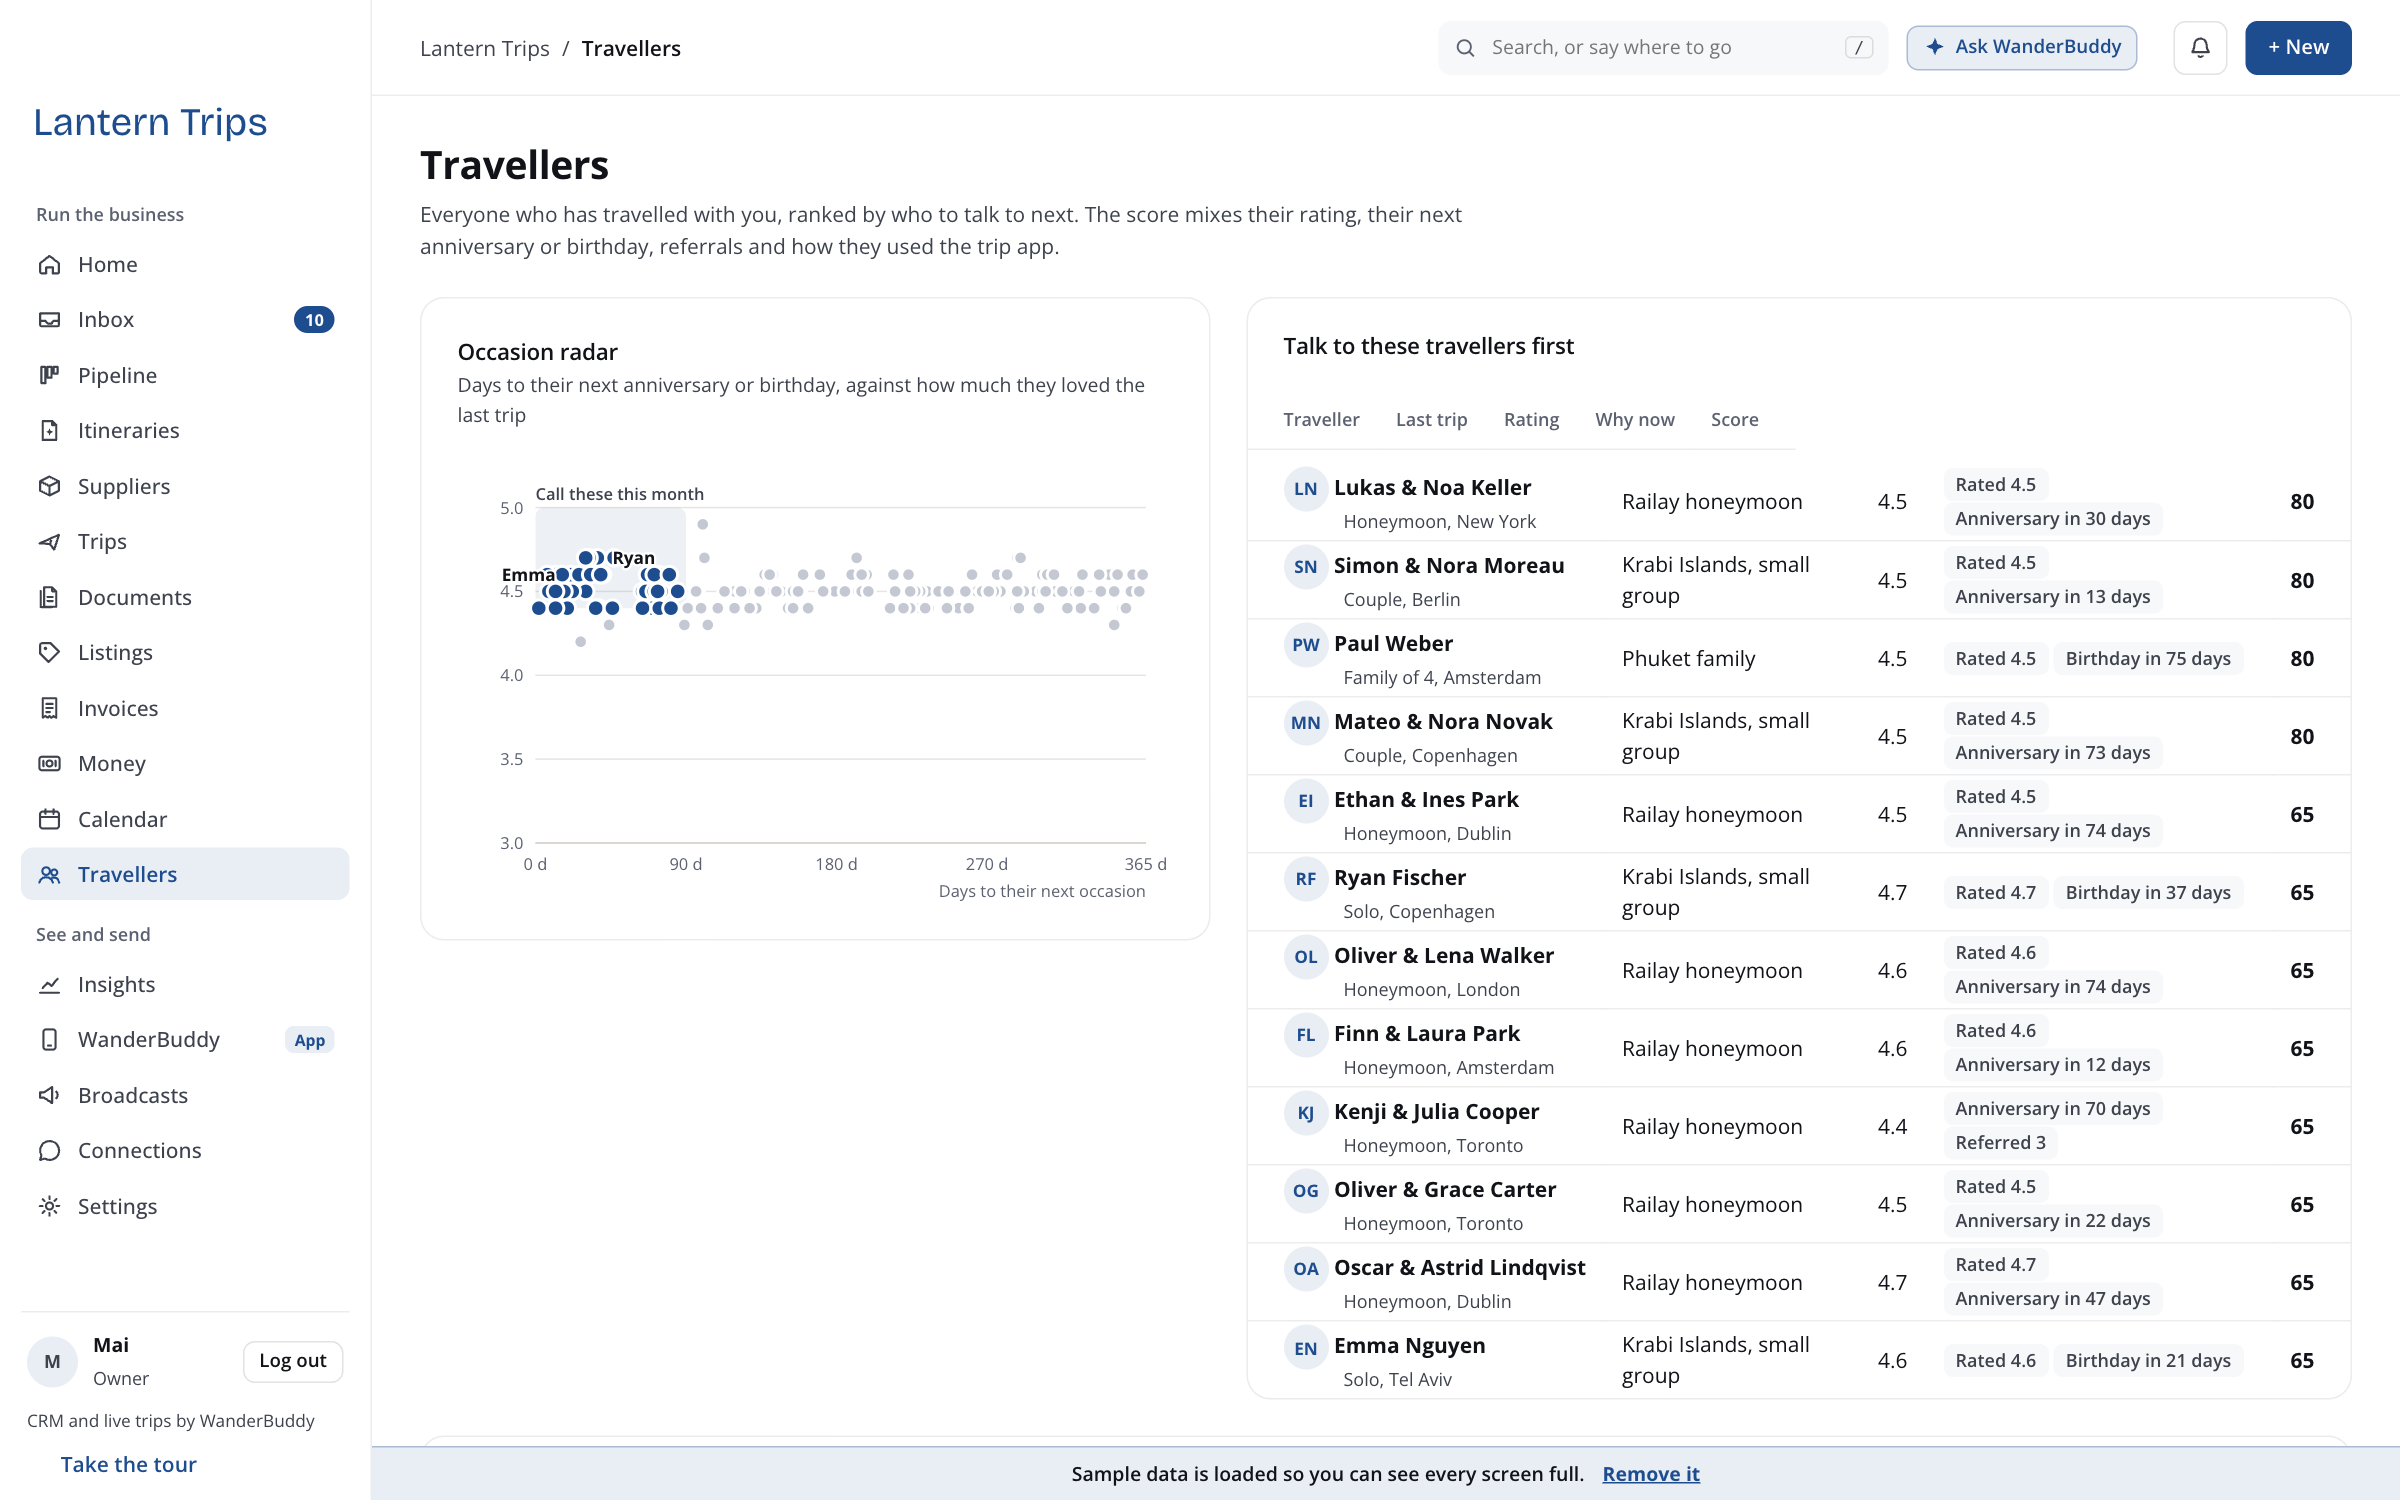 Lantern Trips
Run the business
Home
Inbox 10
Pipeline
Itineraries
Suppliers
Trips
Documents
Listings
Invoices
Money
Calendar
Travellers
See and send
Insights
WanderBuddy App
Broadcasts
Connections
Settings
M Mai
Owner
Log out
CRM and live trips by WanderBuddy
Take the tour
Lantern Trips / Travellers
Search, or say where to go /
Ask WanderBuddy
+ New
Travellers
Everyone who has travelled with you, ranked by who to talk to next. The score mixes their rating, their next
anniversary or birthday, referrals and how they used the trip app.
Occasion radar
Days to their next anniversary or birthday, against how much they loved the
last trip
Call these this month
5.0
Ryan
Emma
4.5
4.0
3.5
3.0
0 d 90 d 180 d 270 d 365 d
Days to their next occasion
Talk to these travellers first
Traveller Last trip Rating Why now Score
LN Lukas & Noa Keller
Honeymoon, New York
Railay honeymoon
4.5
Rated 4.5
Anniversary in 30 days
80
SN Simon & Nora Moreau
Couple, Berlin
Krabi Islands, small
group
4.5
Rated 4.5
Anniversary in 13 days
80
PW Paul Weber
Family of 4, Amsterdam
Phuket family
4.5
Rated 4.5 Birthday in 75 days
80
MN Mateo & Nora Novak
Couple, Copenhagen
Krabi Islands, small
group
4.5
Rated 4.5
Anniversary in 73 days
80
EI Ethan & Ines Park
Honeymoon, Dublin
Railay honeymoon
4.5
Rated 4.5
Anniversary in 74 days
65
RF Ryan Fischer
Solo, Copenhagen
Krabi Islands, small
group
4.7
Rated 4.7 Birthday in 37 days
65
OL Oliver & Lena Walker
Honeymoon, London
Railay honeymoon
4.6
Rated 4.6
Anniversary in 74 days
65
FL Finn & Laura Park
Honeymoon, Amsterdam
Railay honeymoon
4.6
Rated 4.6
Anniversary in 12 days
65
KJ Kenji & Julia Cooper
Honeymoon, Toronto
Railay honeymoon
4.4
Anniversary in 70 days
Referred 3
65
OG Oliver & Grace Carter
Honeymoon, Toronto
Railay honeymoon
4.5
Rated 4.5
Anniversary in 22 days
65
OA Oscar & Astrid Lindqvist
Honeymoon, Dublin
Railay honeymoon
4.7
Rated 4.7
Anniversary in 47 days
65
EN Emma Nguyen
Solo, Tel Aviv
Krabi Islands, small
group
4.6
Rated 4.6 Birthday in 21 days
65
Sample data is loaded so you can see every screen full. Remove it